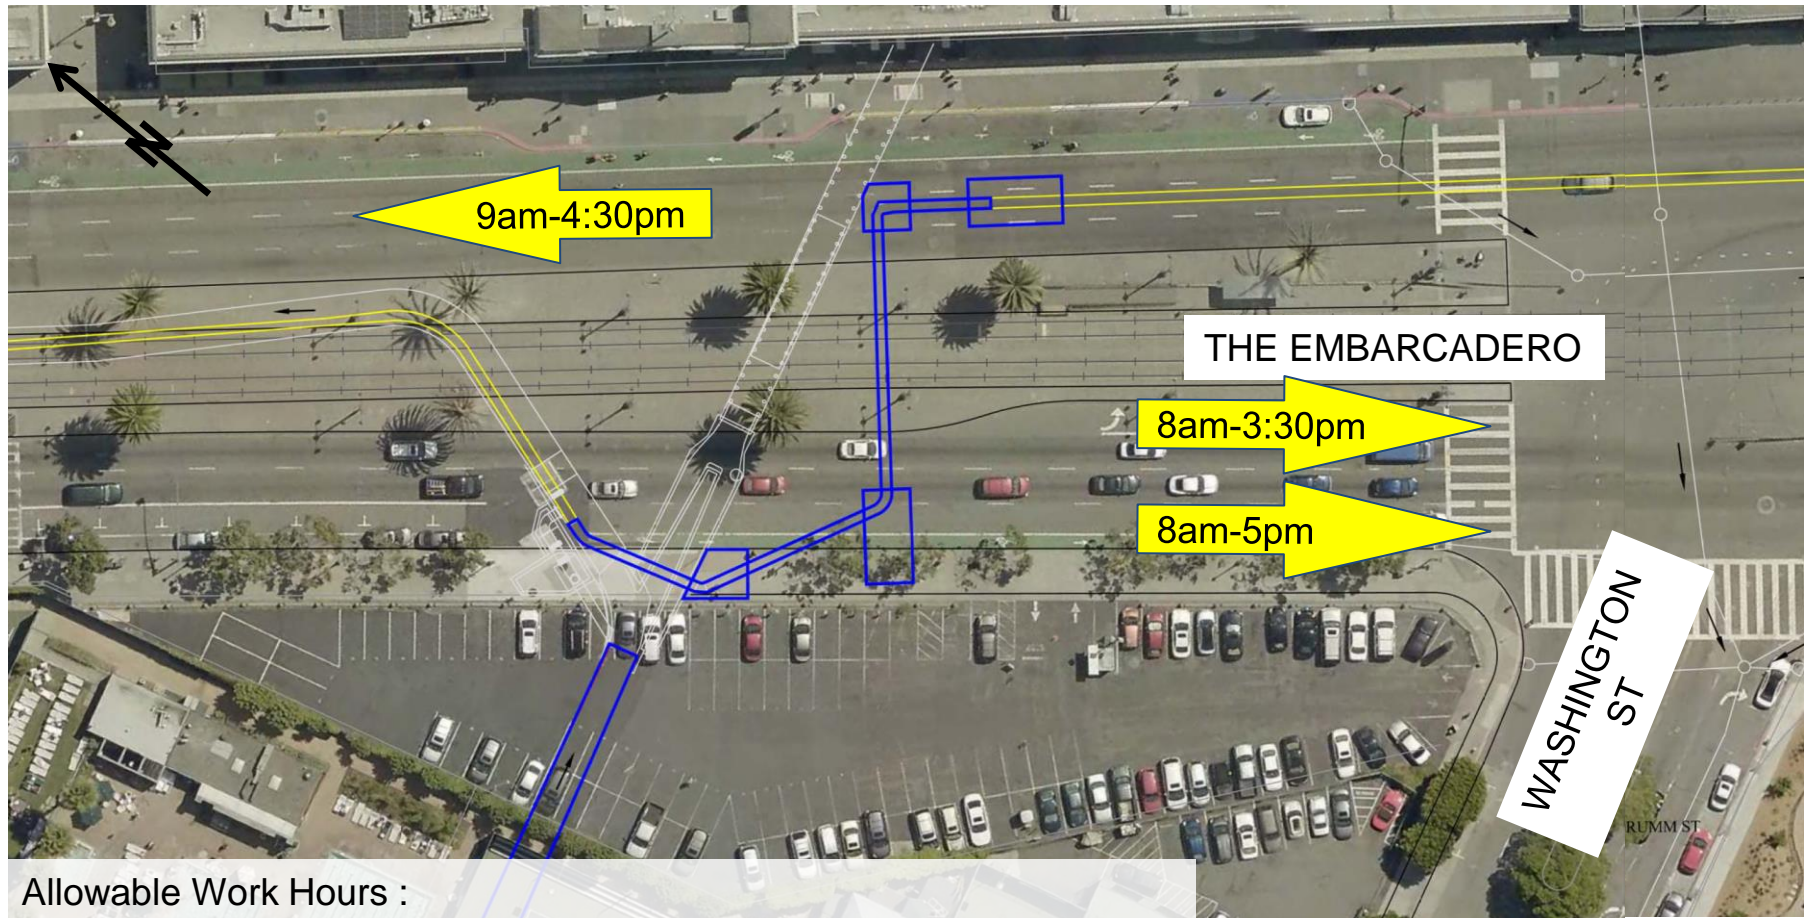 N
9am-4:30pm
THE EMBARCADERO
8am-3:30pm
8am-5pm
WASHINGTON
ST
RUMM ST
Allowable Work Hours :